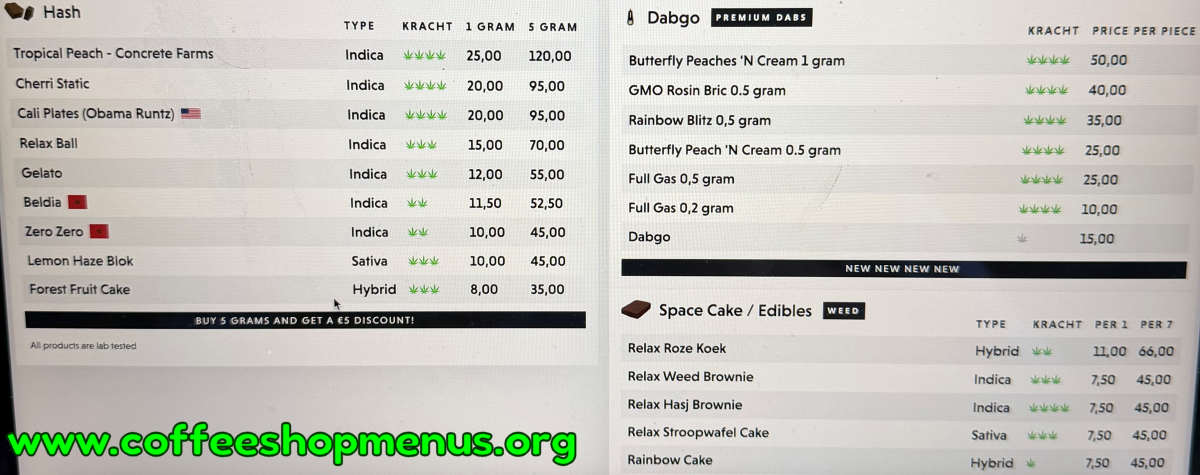 Hash
TYPE KRACHT 1 GRAM 5 GRAM
Tropical Peach - Concrete Farms Indica 25,00 120,00
Cherri Static Indica 20,00 95,00
Cali Plates (Obama Runtz) Indica 20,00 95,00
Relax Ball Indica 15,00 70,00
Gelato Indica 12,00 55,00
Beldia Indica 11,50 52,50
Zero Zero Indica 10,00 45,00
Lemon Haze Blok Sativa 10,00 45,00
Forest Fruit Cake Hybrid 8,00 35,00
BUY 5 GRAMS AND GET A €5 DISCOUNT!
All products are lab tested
Dabgo PREMIUM DABS
KRACHT PRICE PER PIECE
Butterfly Peaches 'N Cream 1 gram 50,00
GMO Rosin Bric 0.5 gram 40,00
Rainbow Blitz 0,5 gram 35,00
Butterfly Peach 'N Cream 0.5 gram 25,00
Full Gas 0,5 gram 25,00
Full Gas 0,2 gram 10,00
Dabgo 15,00
NEW NEW NEW NEW
Space Cake / Edibles WEED
TYPE KRACHT PER 1 PER 7
Relax Roze Koek Hybrid 11,00 66,00
Relax Weed Brownie Indica 7,50 45,00
Relax Hasj Brownie Indica 7,50 45,00
Relax Stroopwafel Cake Sativa 7,50 45,00
Rainbow Cake Hybrid 7,50 45,00
www.coffeeshopmenus.org